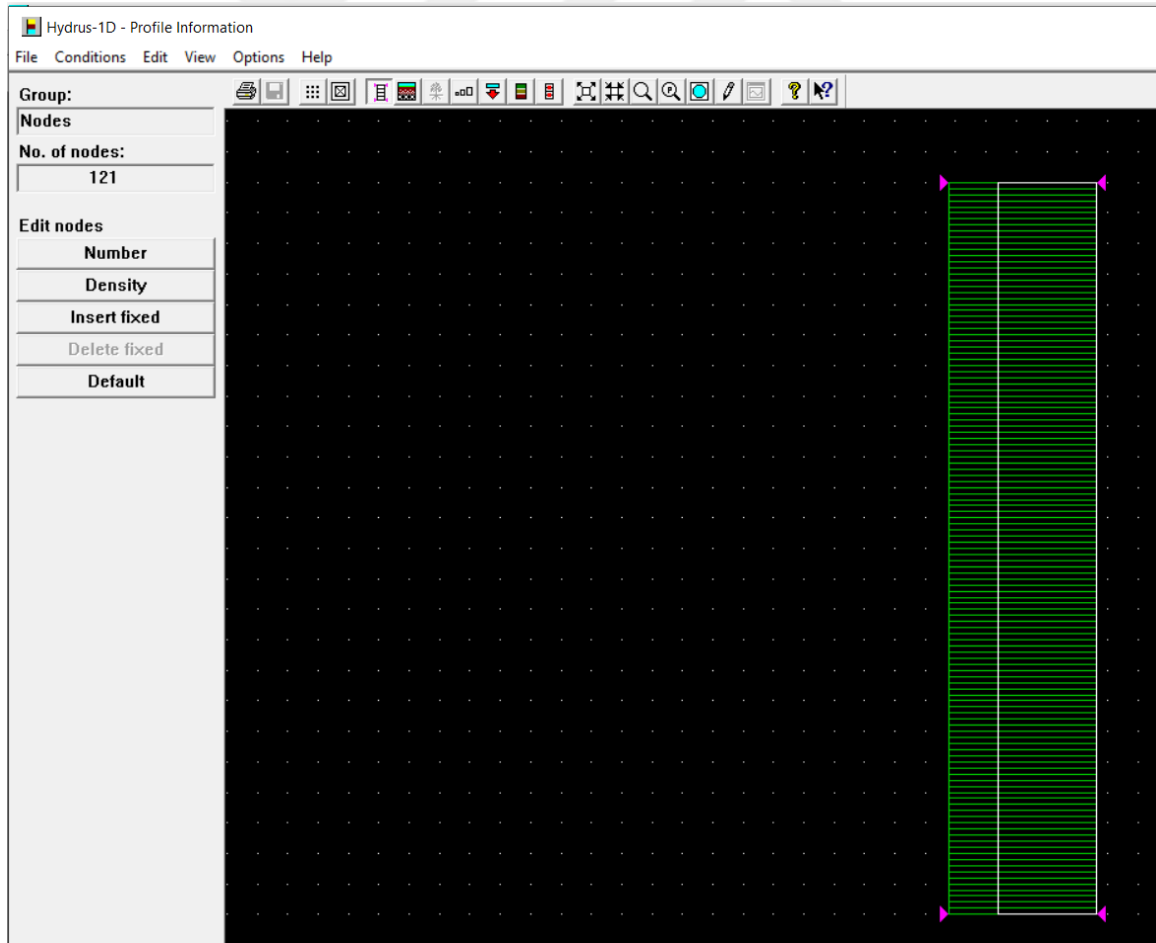 Hydrus-1D - Profile Information
File Conditions Edit View Options Help
Group:
Nodes
No. of nodes:
121
Edit nodes
Number
Density
Insert fixed
Delete fixed
Default